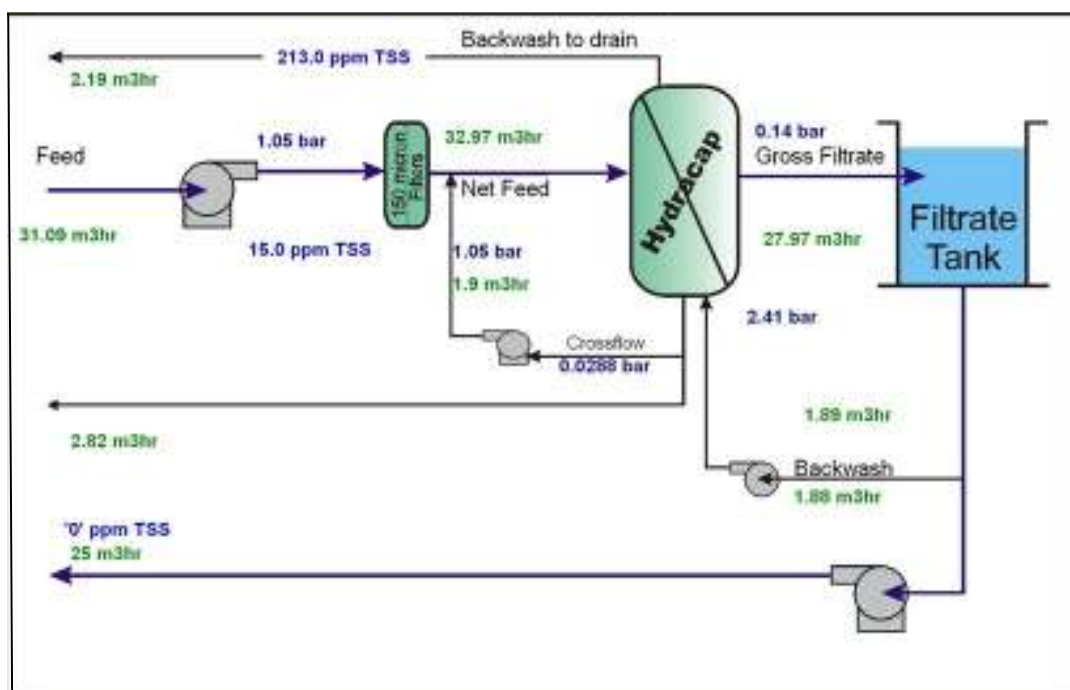 Backwash to drain
213.0 ppm TSS
2.19 m3hr
Feed
1.05 bar
150 micrun Filters
32.97 m3hr
Net Feed
Hydracap
0.14 bar
Gross Filtrate
31.09 m3hr
15.0 ppm TSS
1.05 bar
1.9 m3hr
27.97 m3hr
Filtrate
Tank
2.41 bar
Crossflow
0.0288 bar
2.82 m3hr
1.89 m3hr
Backwash
1.88 m3hr
'0' ppm TSS
25 m3hr